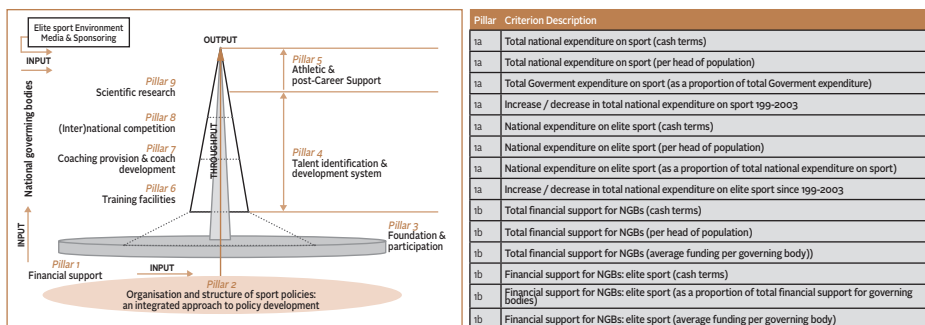 Elite sport Environment
Media & Sponsoring
INPUT
OUTPUT
National governing bodies
INPUT
THROUGHPUT
Pillar 9
Scientific research
Pillar 8
(Inter)national competition
Pillar 7
Coaching provision & coach
development
Pillar 6
Training facilities
Pillar 5
Athletic &
post-Career Support
Pillar 4
Talent identification &
development system
Pillar 3
Foundation &
participation
Pillar 1
Financial support
INPUT
Pillar 2
Organisation and structure of sport policies:
an integrated approach to policy development
Pillar Criterion Description
1a Total national expenditure on sport (cash terms)
1a Total national expenditure on sport (per head of population)
1a Total Goverment expenditure on sport (as a proportion of total Goverment expenditure)
1a Increase / decrease in total national expenditure on sport 199-2003
1a National expenditure on elite sport (cash terms)
1a National expenditure on elite sport (per head of population)
1a National expenditure on elite sport (as a proportion of total national expenditure on sport)
1a Increase / decrease in total national expenditure on elite sport since 199-2003
1b Total financial support for NGBs (cash terms)
1b Total financial support for NGBs (per head of population)
1b Total financial support for NGBs (average funding per governing body))
1b Financial support for NGBs: elite sport (cash terms)
1b Financial support for NGBs: elite sport (as a proportion of total financial support for governing
bodies)
1b Financial support for NGBs: elite sport (average funding per governing body)